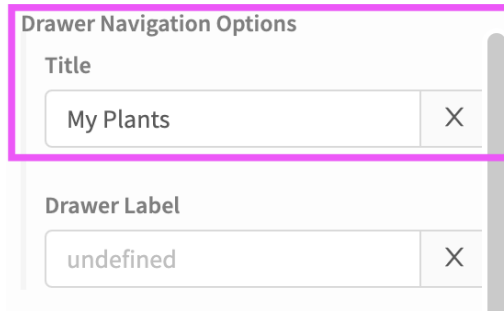 Drawer Navigation Options
Title
My Plants X
Drawer Label
undefined X